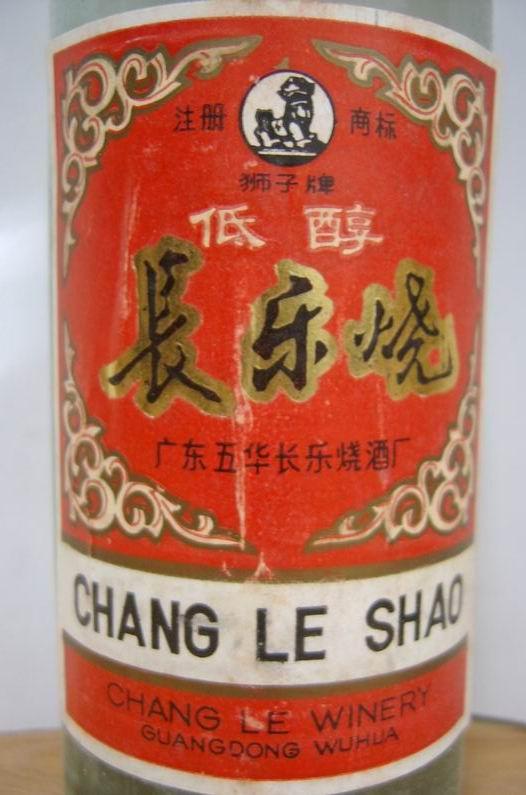 注册 商标
狮子牌
低醇
長乐烧
广东五华长乐烧酒厂
CHANG LE SHAO
CHANG LE WINERY
GUANGDONG WUHUA